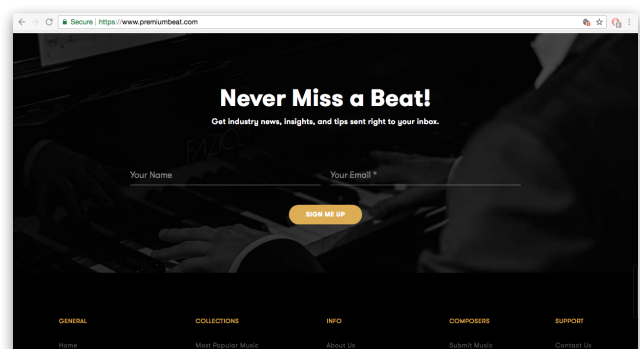 Secure | https://www.premiumbeat.com
FAZIOLI
Never Miss a Beat!
Get industry news, insights, and tips sent right to your inbox.
Your Name Your Email *
SIGN ME UP
GENERAL COLLECTIONS INFO COMPOSERS SUPPORT
Home Most Popular Music About Us Submit Music Contact Us